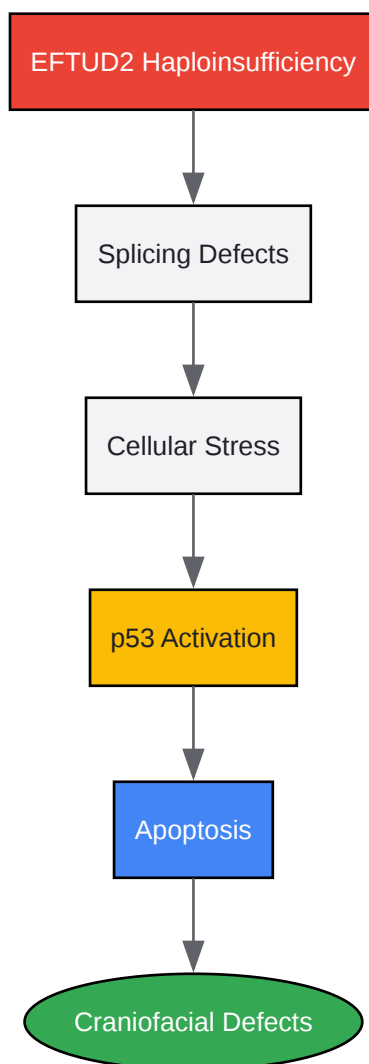 EFTUD2 Haploinsufficiency
Splicing Defects
Cellular Stress
p53 Activation
Apoptosis
Craniofacial Defects